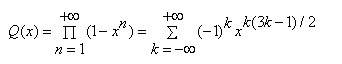 Q(x) = ∏_{n=1}^{+∞} (1-x^n) = ∑_{k=-∞}^{+∞} (-1)^k x^{k(3k-1)/2}